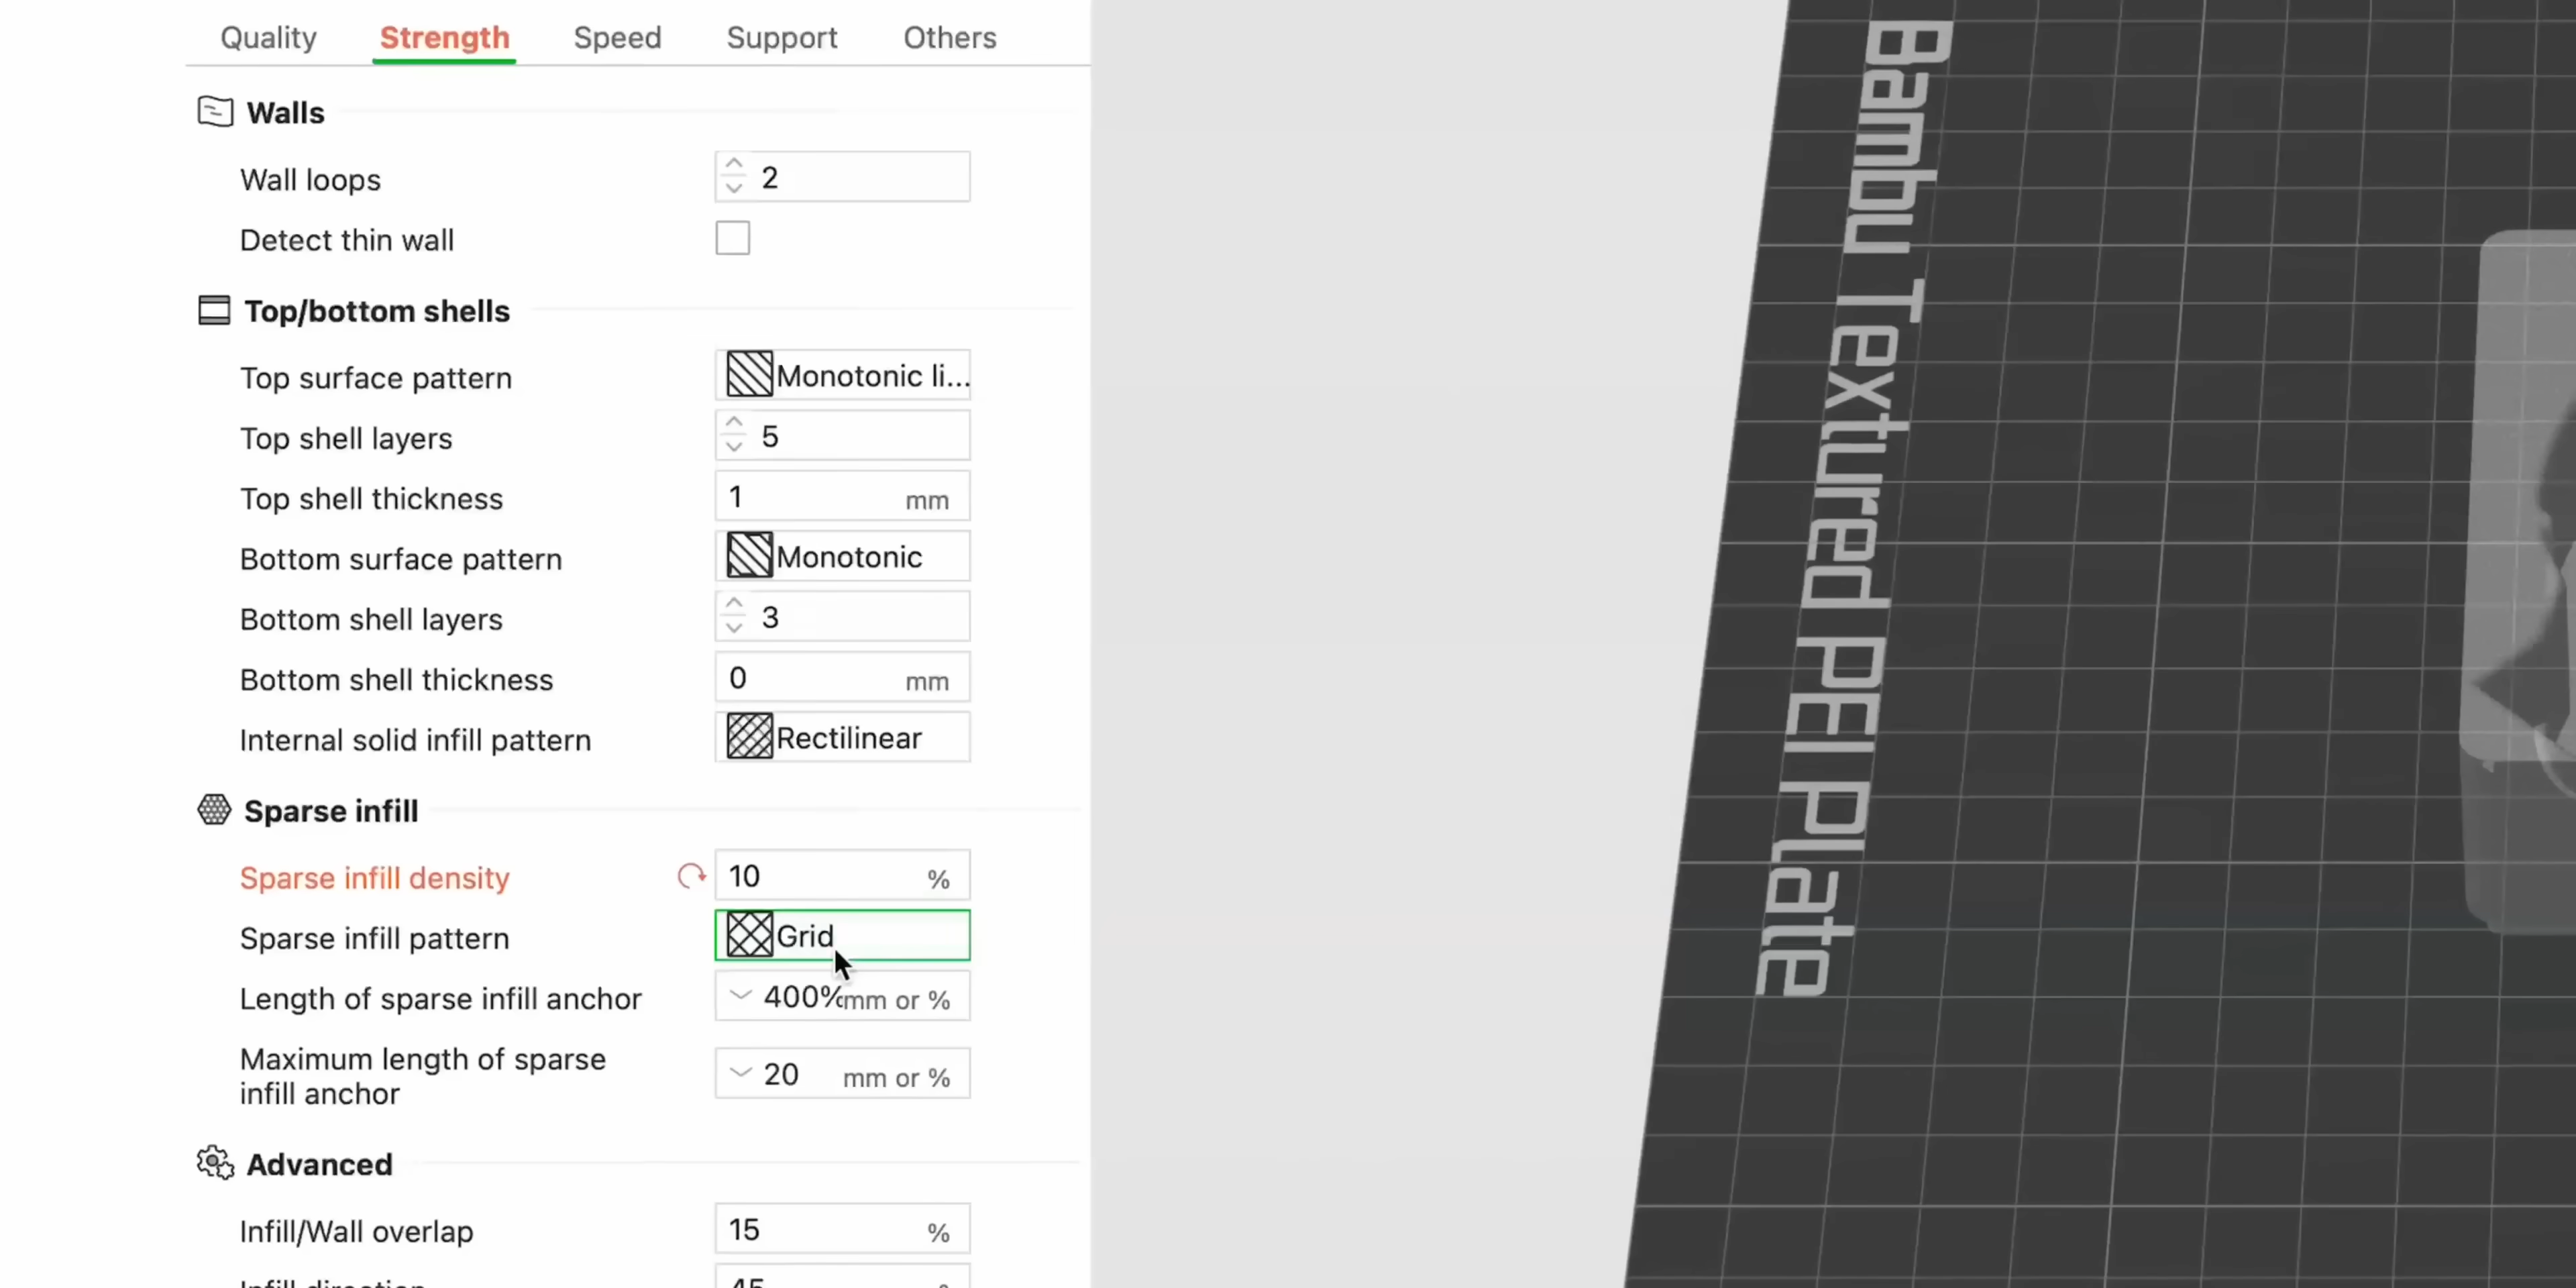 Quality Strength Speed Support Others
Walls
Wall loops 2
Detect thin wall
Top/bottom shells
Top surface pattern Monotonic li...
Top shell layers 5
Top shell thickness 1 mm
Bottom surface pattern Monotonic
Bottom shell layers 3
Bottom shell thickness 0 mm
Internal solid infill pattern Rectilinear
Sparse infill
Sparse infill density 10 %
Sparse infill pattern Grid
Length of sparse infill anchor 400% mm or %
Maximum length of sparse
infill anchor 20 mm or %
Advanced
Infill/Wall overlap 15 %
Infill direction 45 °
Bambu Textured PEI Plate